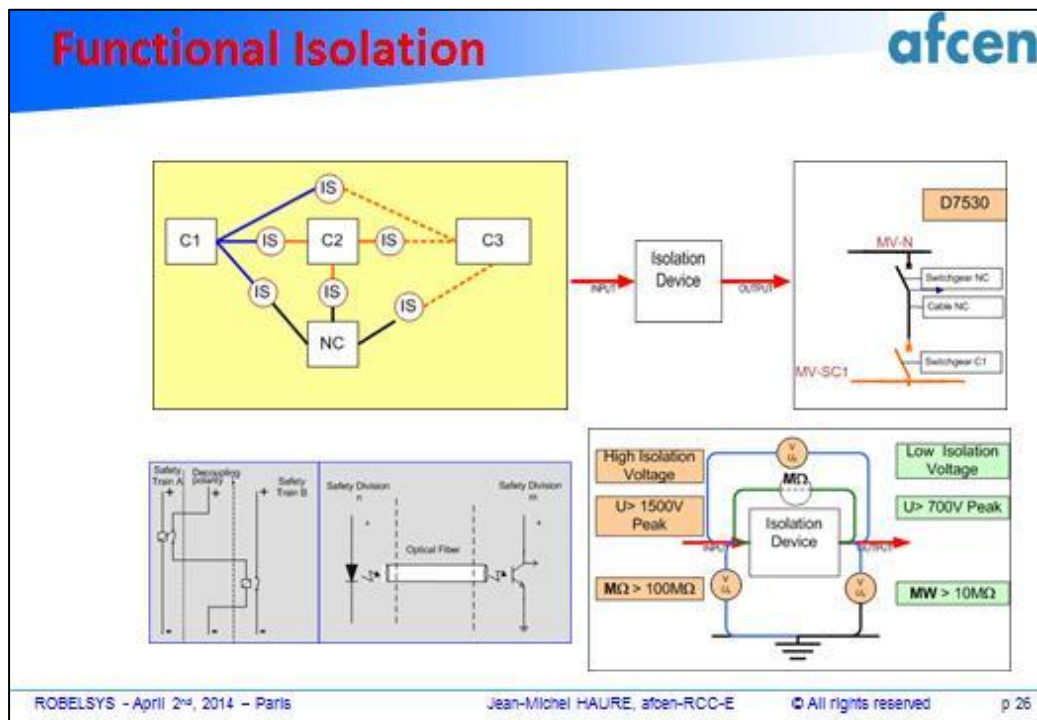 Functional Isolation
afcen
IS
C1
IS
C2
IS
C3
IS
IS
IS
NC
INPUT
Isolation
Device
OUTPUT
D7530
MV-N
Switchgear NC
Cable NC
Switchgear C1
MV-SC1
Safety
Train A
Decoupling
polarity
Safety
Train B
+
+
+
-
-
-
Safety Division
n
Safety Division
m
+
+
Optical Fiber
High Isolation
Voltage
U> 1500V
Peak
MΩ > 100MΩ
V
MΩ
Isolation
Device
INPUT
OUTPUT
V
V
Low Isolation
Voltage
U> 700V Peak
MW > 10MΩ
ROBELSYS - April 2nd, 2014 – Paris
Jean-Michel HAURE, afcen-RCC-E
© All rights reserved
p 26